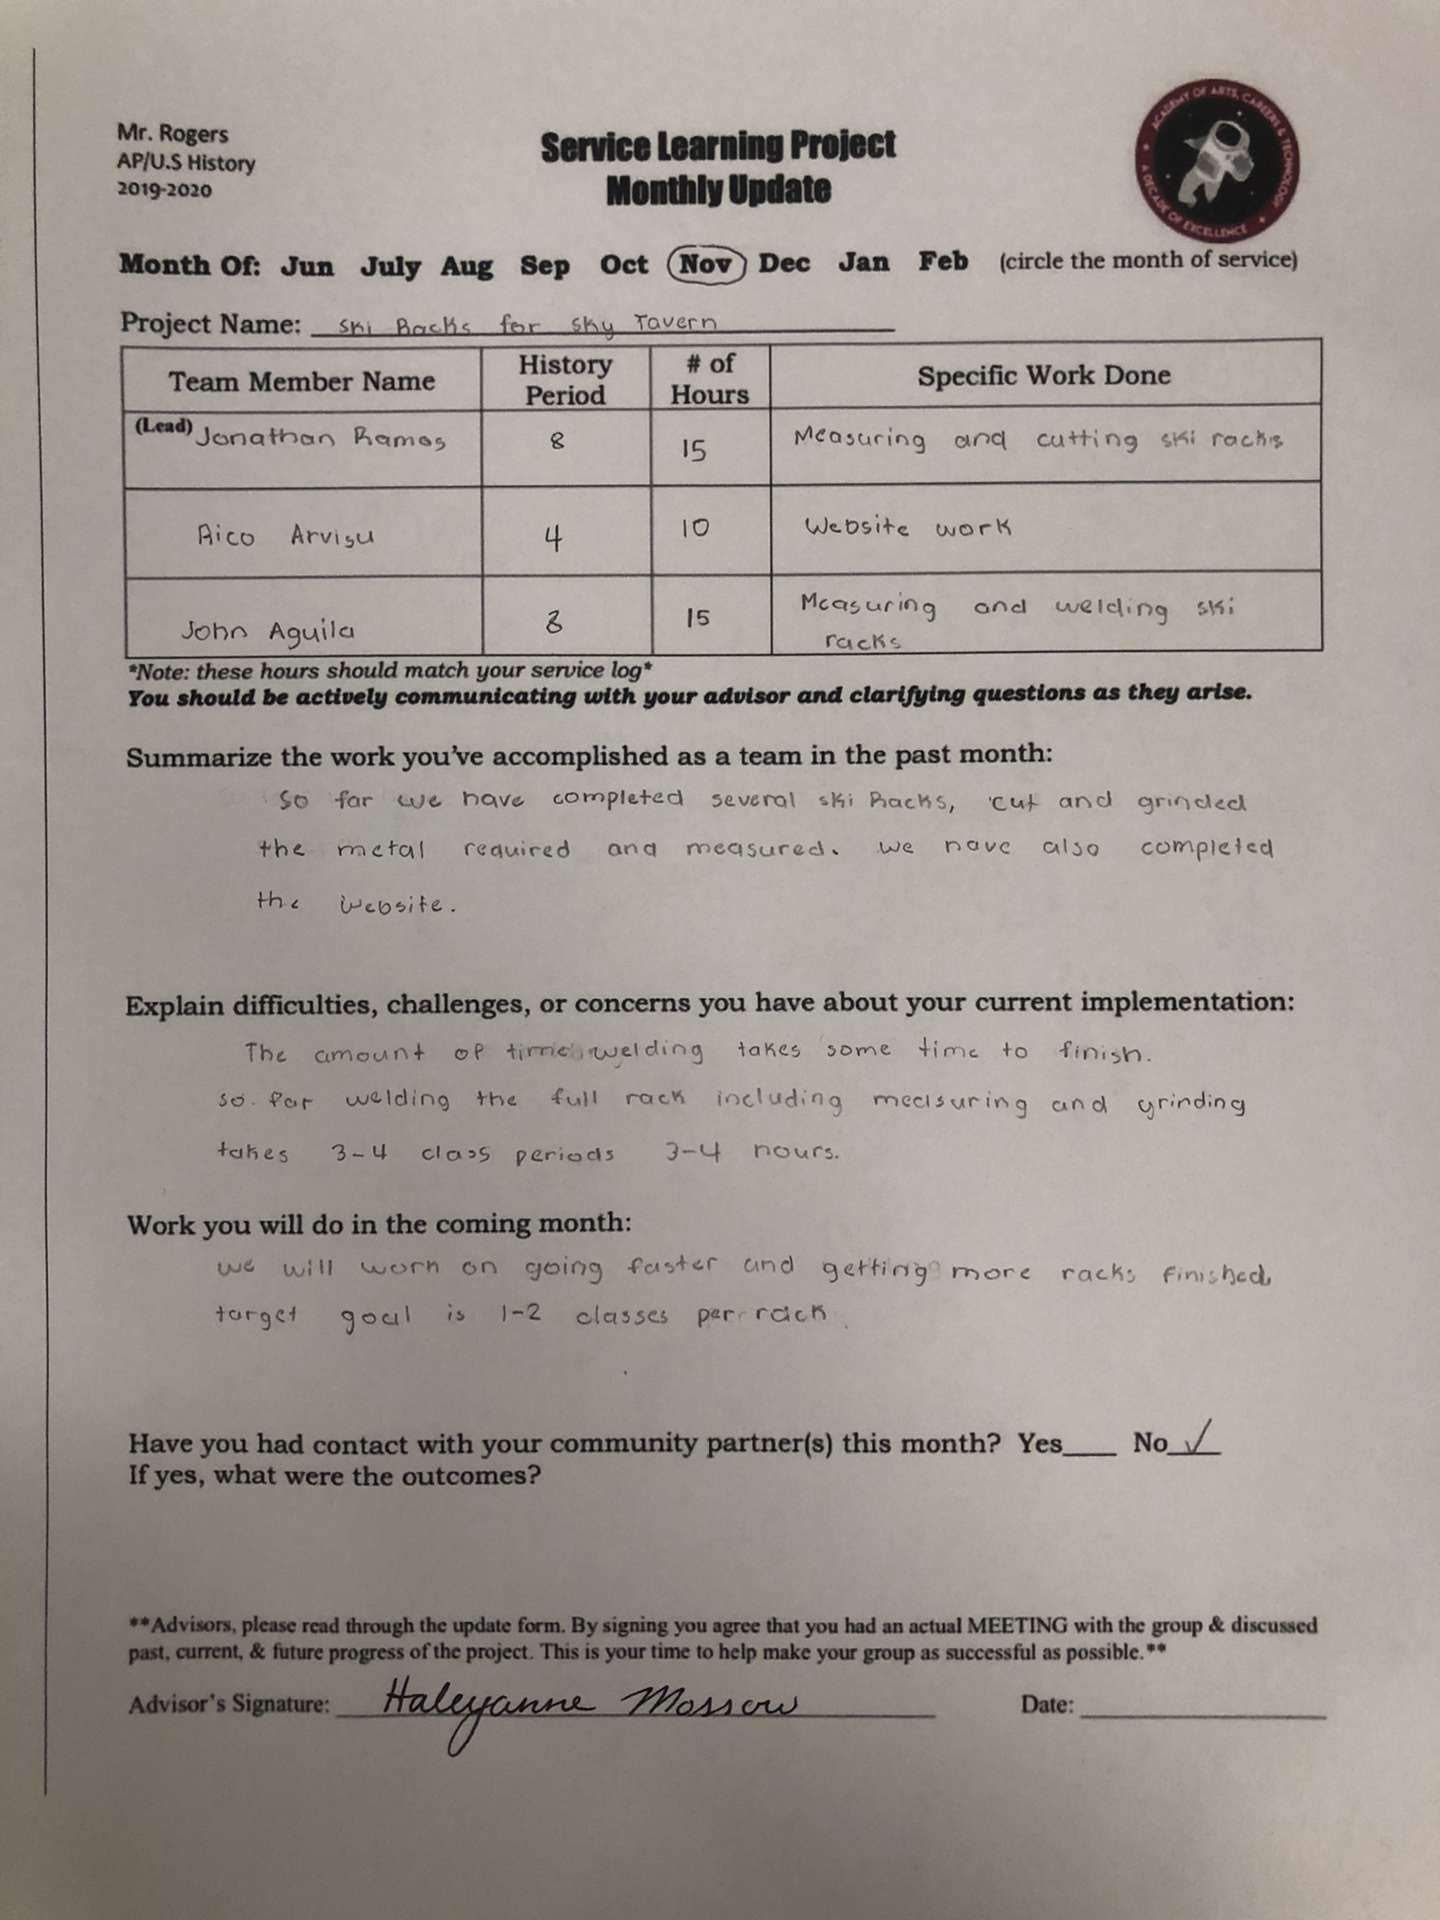 Mr. Rogers
AP/U.S History
2019-2020
Service Learning Project
Monthly Update
ACADEMY OF ARTS, CAREERS & TECHNOLOGY
A DECADE OF EXCELLENCE
Month Of: Jun July Aug Sep Oct Nov Dec Jan Feb (circle the month of service)
Project Name: Ski Racks for Sky Tavern
Team Member Name
History
Period
# of
Hours
Specific Work Done
(Lead) Jonathan Ramos 8 15 Measuring and cutting ski racks
Rico Arvisu 4 10 Website work
John Aguila 8 15 Measuring and welding ski
racks
*Note: these hours should match your service log*
You should be actively communicating with your advisor and clarifying questions as they arise.
Summarize the work you've accomplished as a team in the past month:
So far we have completed several ski Racks, cut and grinded
the metal required and measured. we have also completed
the website.
Explain difficulties, challenges, or concerns you have about your current implementation:
The amount of time welding takes some time to finish.
so far welding the full rack including measuring and grinding
takes 3-4 class periods 3-4 hours.
Work you will do in the coming month:
we will work on going faster and getting more racks finished,
target goal is 1-2 classes per rack.
Have you had contact with your community partner(s) this month? Yes___ No_✓_
If yes, what were the outcomes?
**Advisors, please read through the update form. By signing you agree that you had an actual MEETING with the group & discussed
past, current, & future progress of the project. This is your time to help make your group as successful as possible.**
Advisor's Signature: Haleyanne Mossow Date: